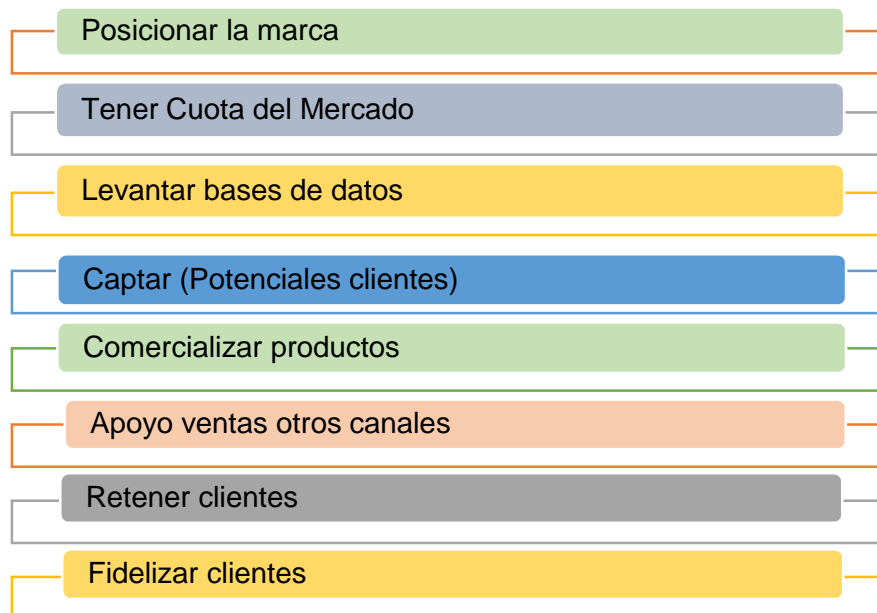 Posicionar la marca
Tener Cuota del Mercado
Levantar bases de datos
Captar (Potenciales clientes)
Comercializar productos
Apoyo ventas otros canales
Retener clientes
Fidelizar clientes